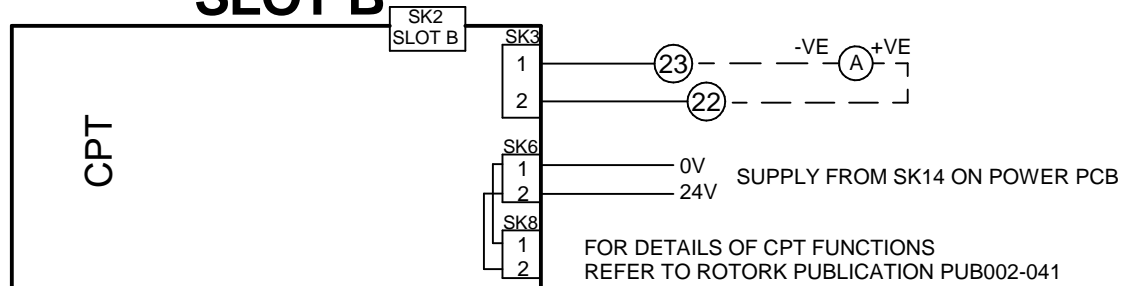 SLOT B
SK2
SLOT B
SK3
1
2
23
22
-VE
A
+VE
CPT
SK6
1
2
0V
24V
SUPPLY FROM SK14 ON POWER PCB
SK8
1
2
FOR DETAILS OF CPT FUNCTIONS
REFER TO ROTORK PUBLICATION PUB002-041